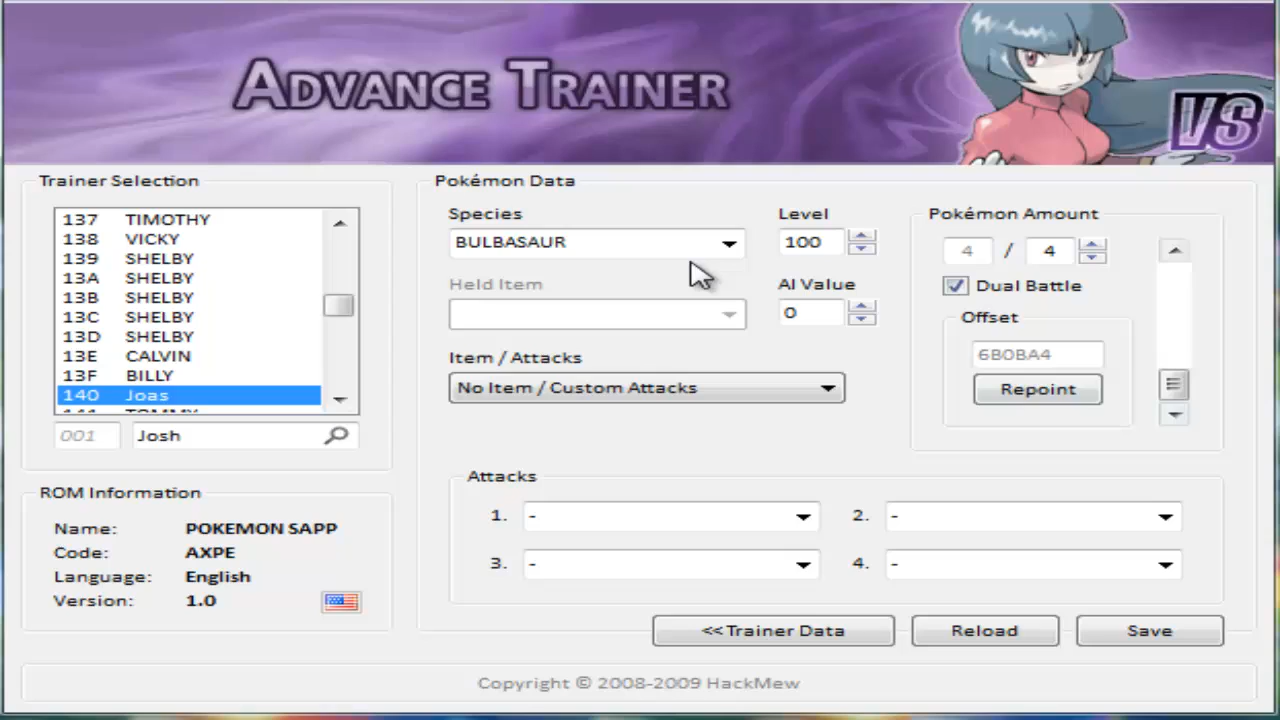 ADVANCE TRAINER
VS
Trainer Selection
137 TIMOTHY
138 VICKY
139 SHELBY
13A SHELBY
13B SHELBY
13C SHELBY
13D SHELBY
13E CALVIN
13F BILLY
140 Joas
141 TOMMY
001 Josh
ROM Information
Name: POKEMON SAPP
Code: AXPE
Language: English
Version: 1.0
Pokémon Data
Species
BULBASAUR
Level
100
Held Item
AI Value
0
Item / Attacks
No Item / Custom Attacks
Pokémon Amount
4 / 4
Dual Battle
Offset
6B0BA4
Repoint
Attacks
1. - 2. -
3. - 4. -
<<Trainer Data Reload Save
Copyright © 2008-2009 HackMew